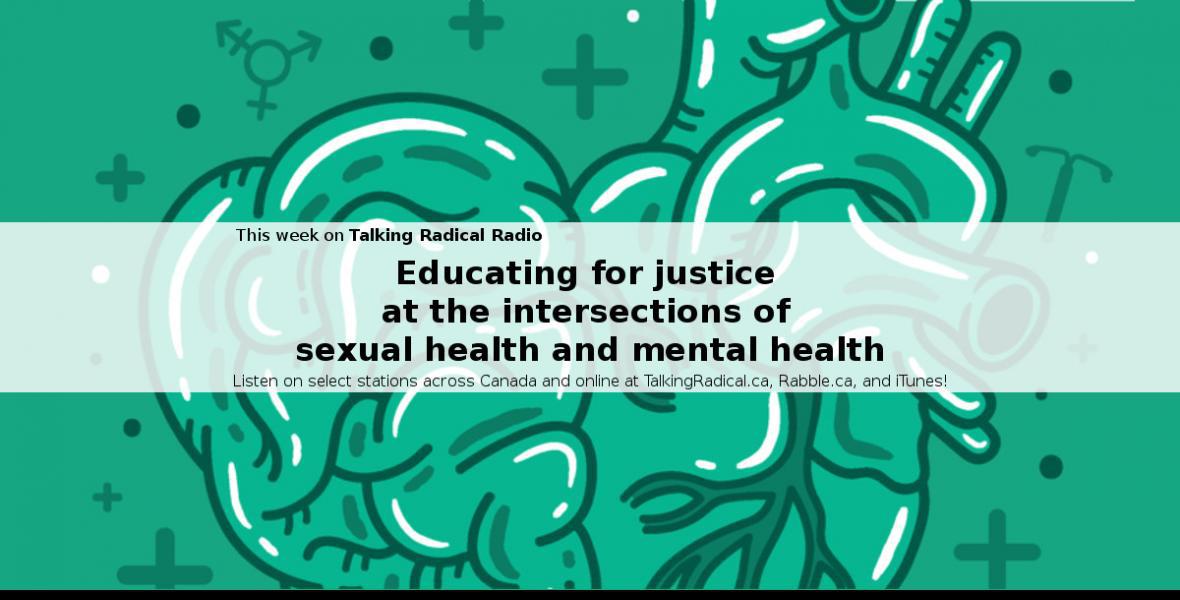 This week on Talking Radical Radio
Educating for justice
at the intersections of
sexual health and mental health
Listen on select stations across Canada and online at TalkingRadical.ca, Rabble.ca, and iTunes!